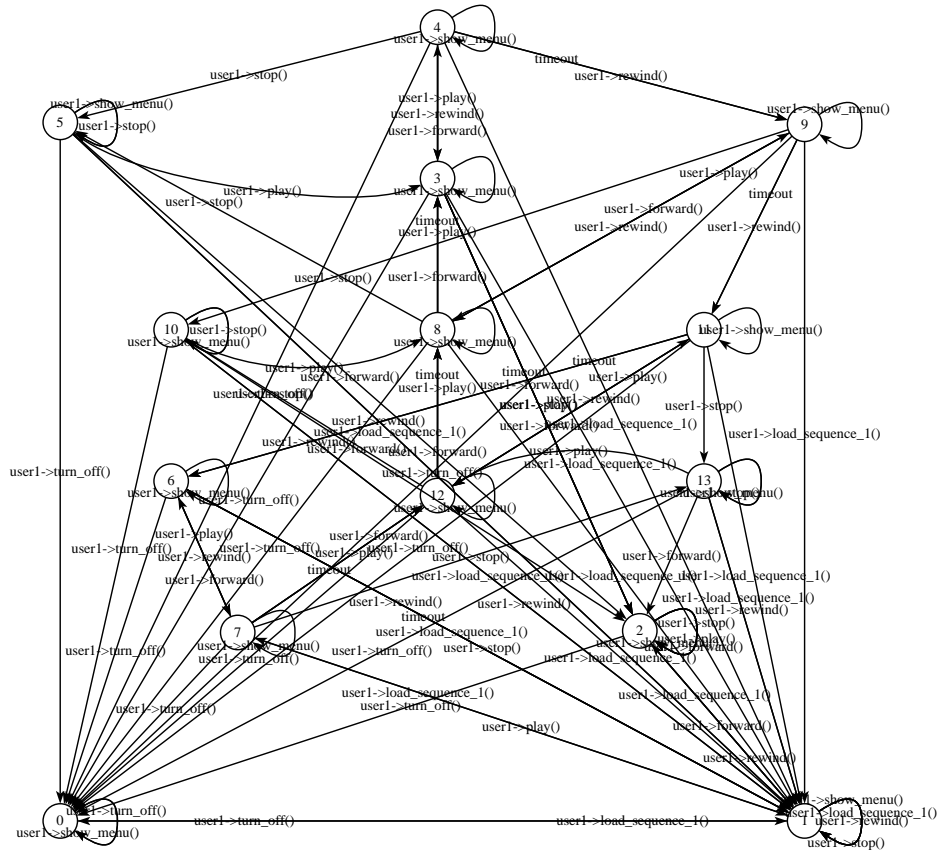 4
user1->show_menu()
timeout
user1->stop()
user1->rewind()
user1->play()
user1->show_menu()
user1->show_menu()
user1->rewind()
5
9
user1->stop()
user1->forward()
user1->play()
3
timeout
user1->play()
user1->show_menu()
user1->stop()
user1->forward()
timeout
user1->rewind()
user1->rewind()
user1->play()
user1->stop()
user1->forward()
10
user1->stop()
8
user1->show_menu()
user1->show_menu()
user1->show_menu()
timeout
user1->play()
timeout
timeout
user1->forward()
user1->play()
user1->forward()
user1->play()
user1->rewind()
user1->stop()
user1->rewind()
user1->load_sequence_1()
user1->load_sequence_1()
user1->load_sequence_1()
user1->rewind()
user1->forward()
user1->forward()
user1->play()
user1->load_sequence_1()
user1->turn_off()
user1->turn_off()
6
13
12
user1->show_menu()
user1->turn_off()
user1->show_menu()
user1->play()
user1->forward()
user1->turn_off()
user1->turn_off()
user1->turn_off()
user1->rewind()
user1->play()
user1->stop()
user1->forward()
timeout
user1->forward()
user1->load_sequence_1()
user1->load_sequence_1()
user1->load_sequence_1()
user1->rewind()
user1->rewind()
user1->load_sequence_1()
user1->rewind()
timeout
user1->stop()
7
user1->load_sequence_1()
2
user1->play()
user1->show_menu()
user1->turn_off()
user1->turn_off()
user1->turn_off()
user1->stop()
user1->forward()
user1->load_sequence_1()
user1->load_sequence_1()
user1->load_sequence_1()
user1->turn_off()
user1->turn_off()
user1->play()
user1->forward()
user1->rewind()
user1->show_menu()
user1->turn_off()
user1->load_sequence_1()
0
user1->turn_off()
user1->load_sequence_1()
1
user1->rewind()
user1->show_menu()
user1->stop()